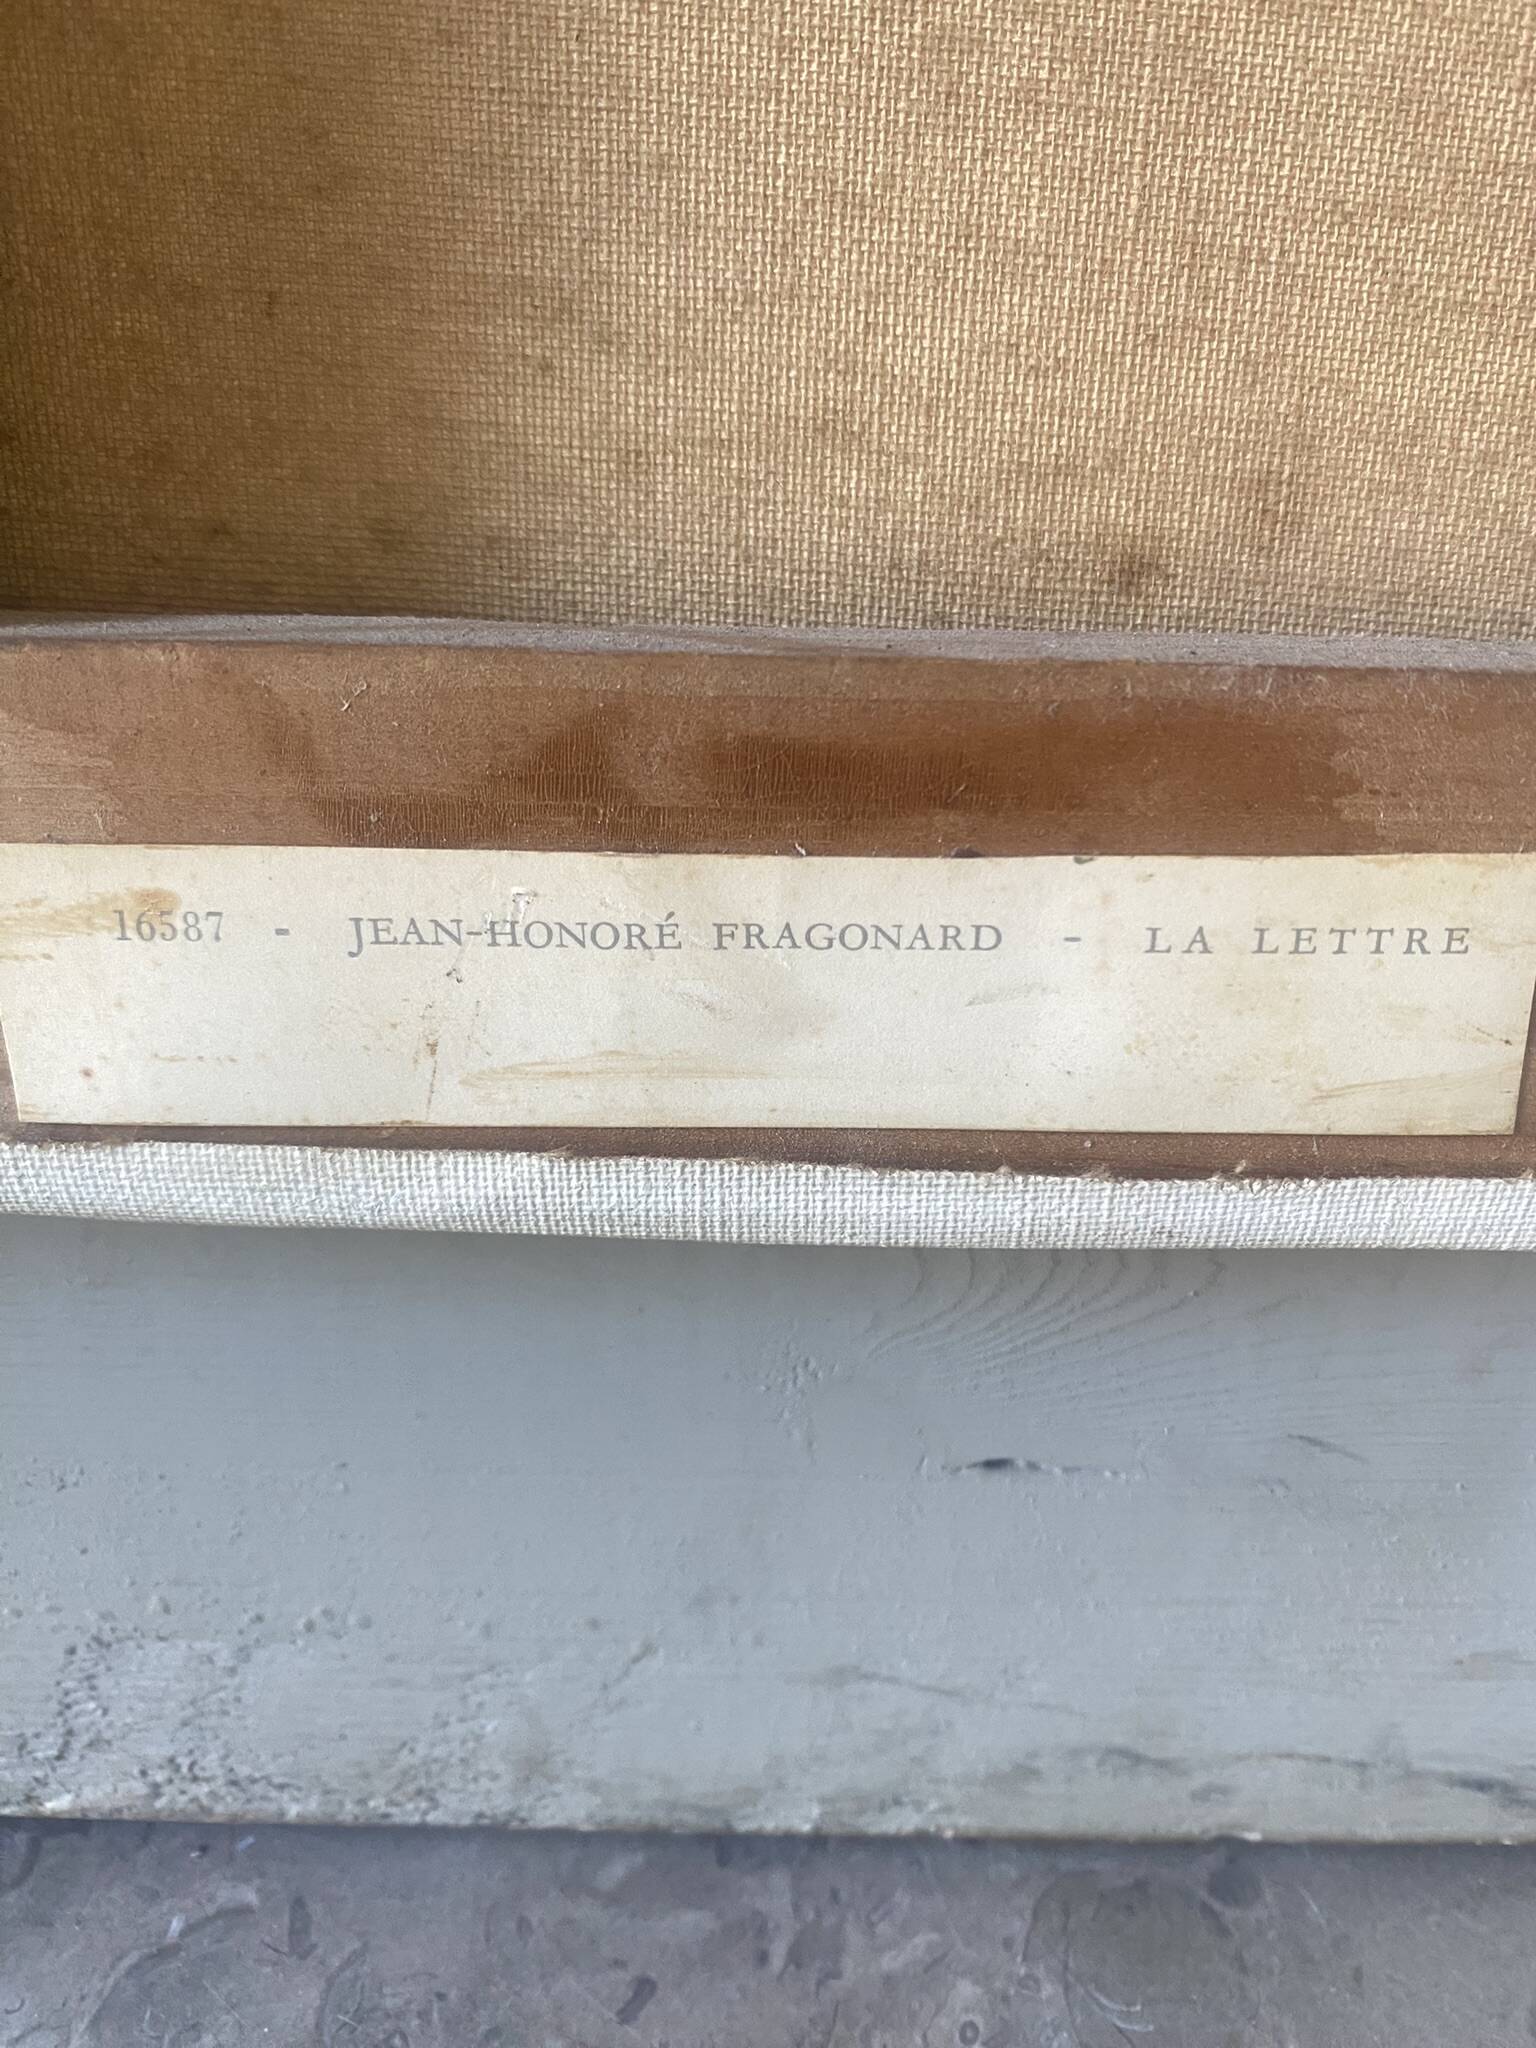 16587 - JEAN-HONORÉ FRAGONARD - LA LETTRE